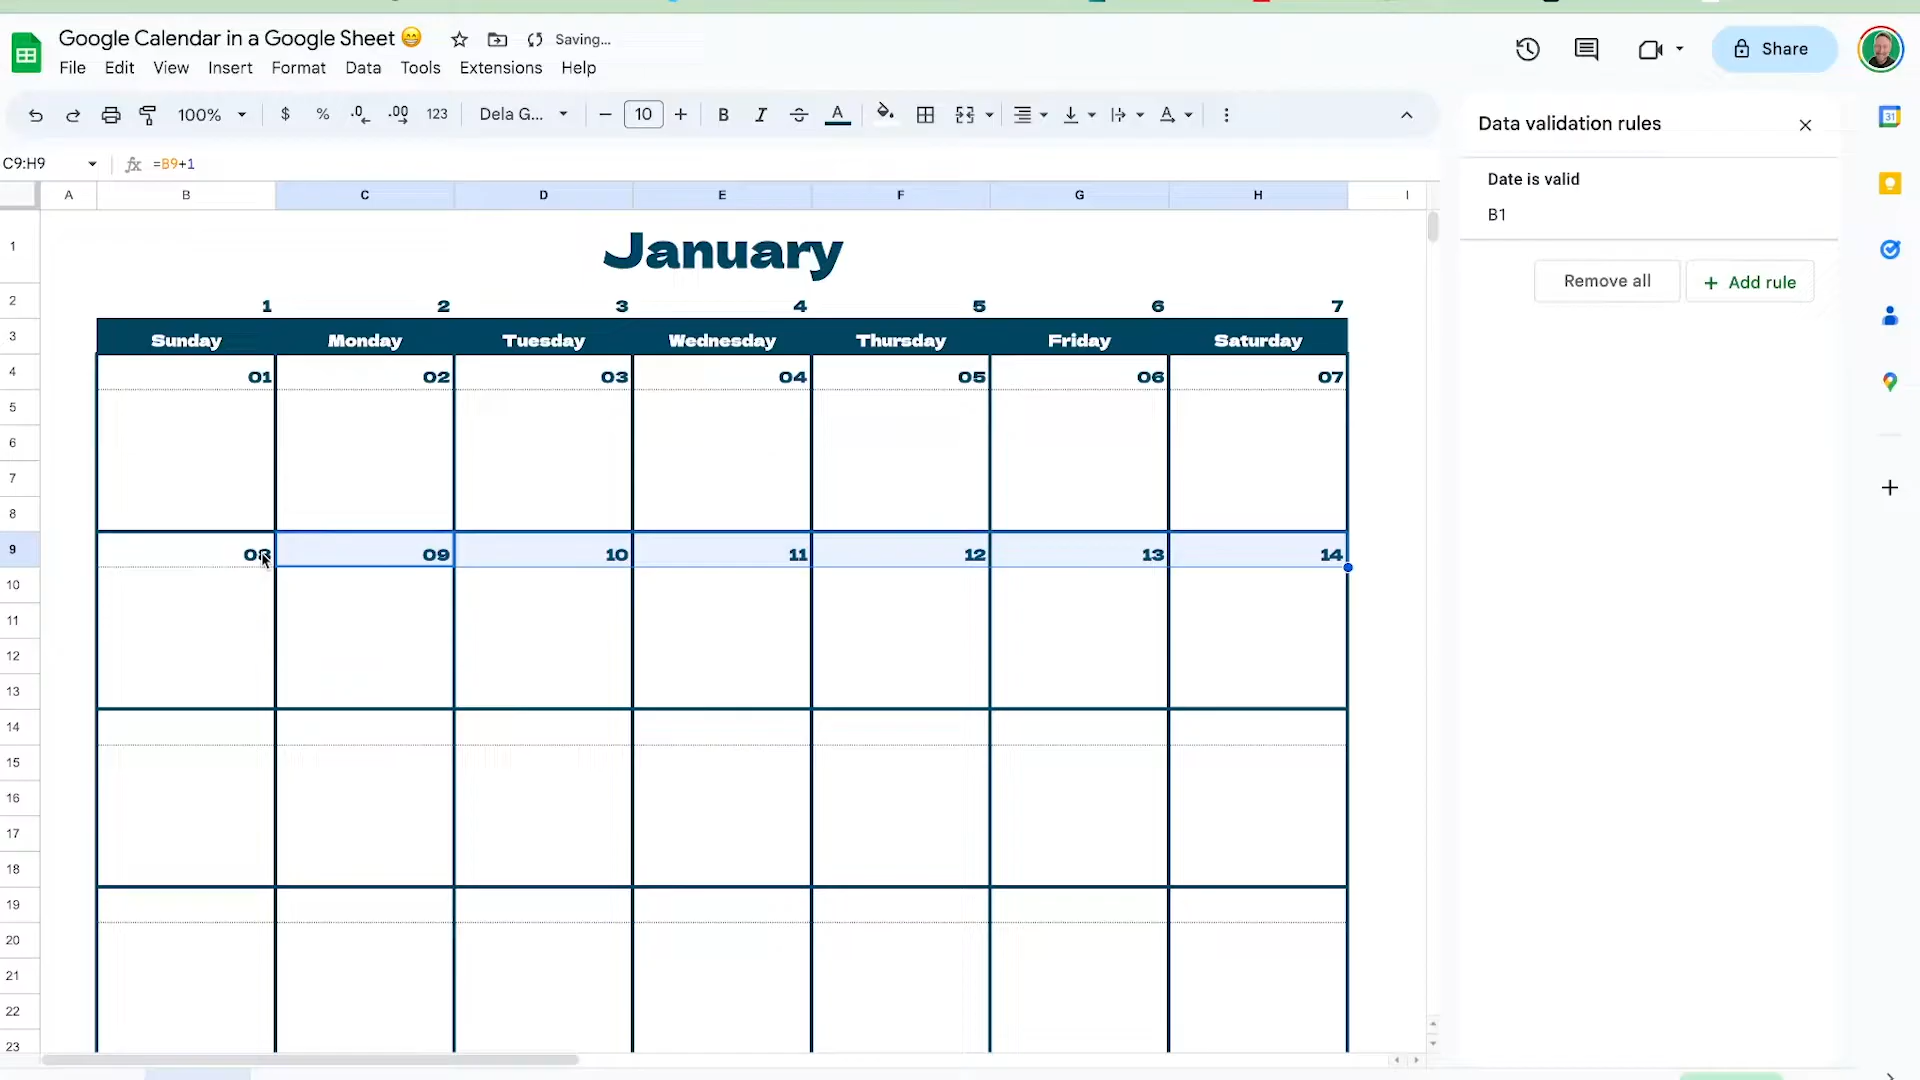 Google Calendar in a Google Sheet 😁 Saving...
File Edit View Insert Format Data Tools Extensions Help
Share
100% $ % .0 .00 123 Dela G... 10 B I A A
C9:H9 fx =B9+1
Data validation rules
Date is valid
B1
Remove all + Add rule
31
A B C D E F G H I
1 January
2 1 2 3 4 5 6 7
3 Sunday Monday Tuesday Wednesday Thursday Friday Saturday
4 01 02 03 04 05 06 07
5
6
7
8
9 08 09 10 11 12 13 14
10
11
12
13
14
15
16
17
18
19
20
21
22
23